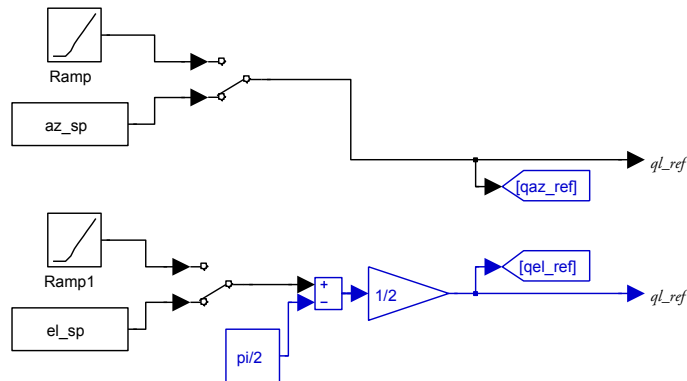 Ramp
az_sp
ql_ref
[qaz_ref]
Ramp1
[qel_ref]
+
−
1/2
ql_ref
el_sp
pi/2